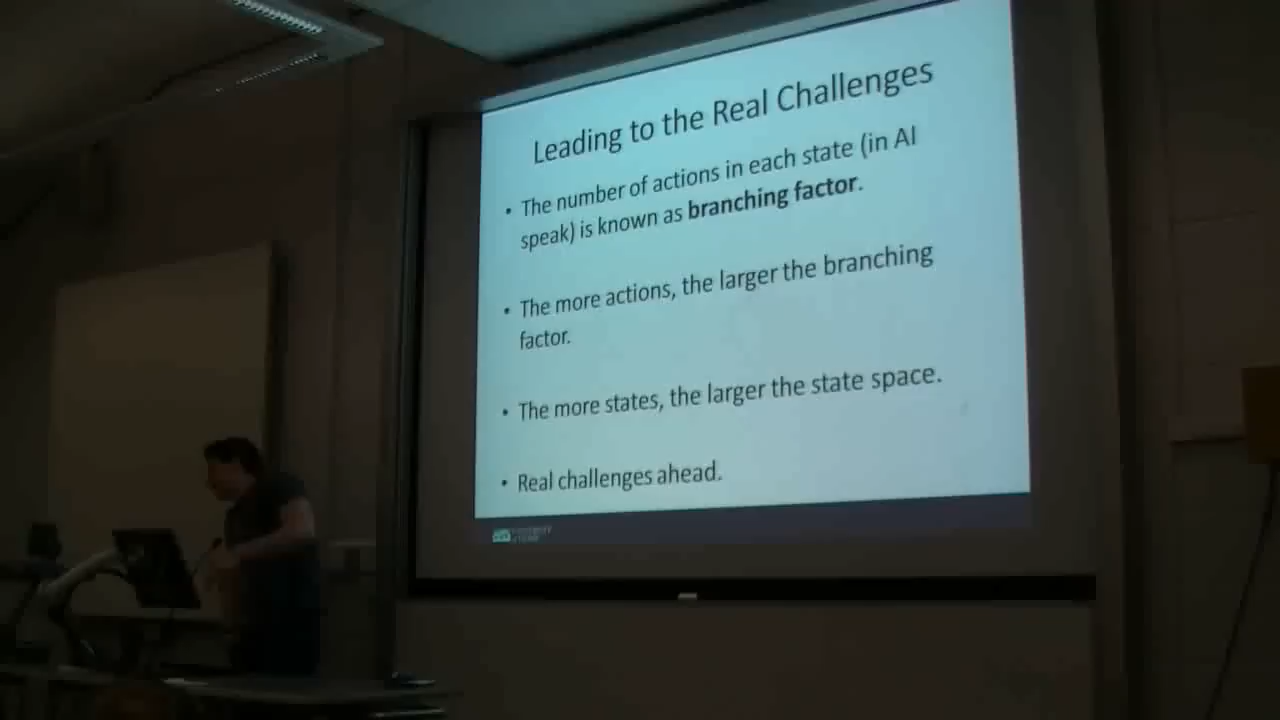 Leading to the Real Challenges
• The number of actions in each state (in AI
speak) is known as branching factor.
• The more actions, the larger the branching
factor.
• The more states, the larger the state space.
• Real challenges ahead.